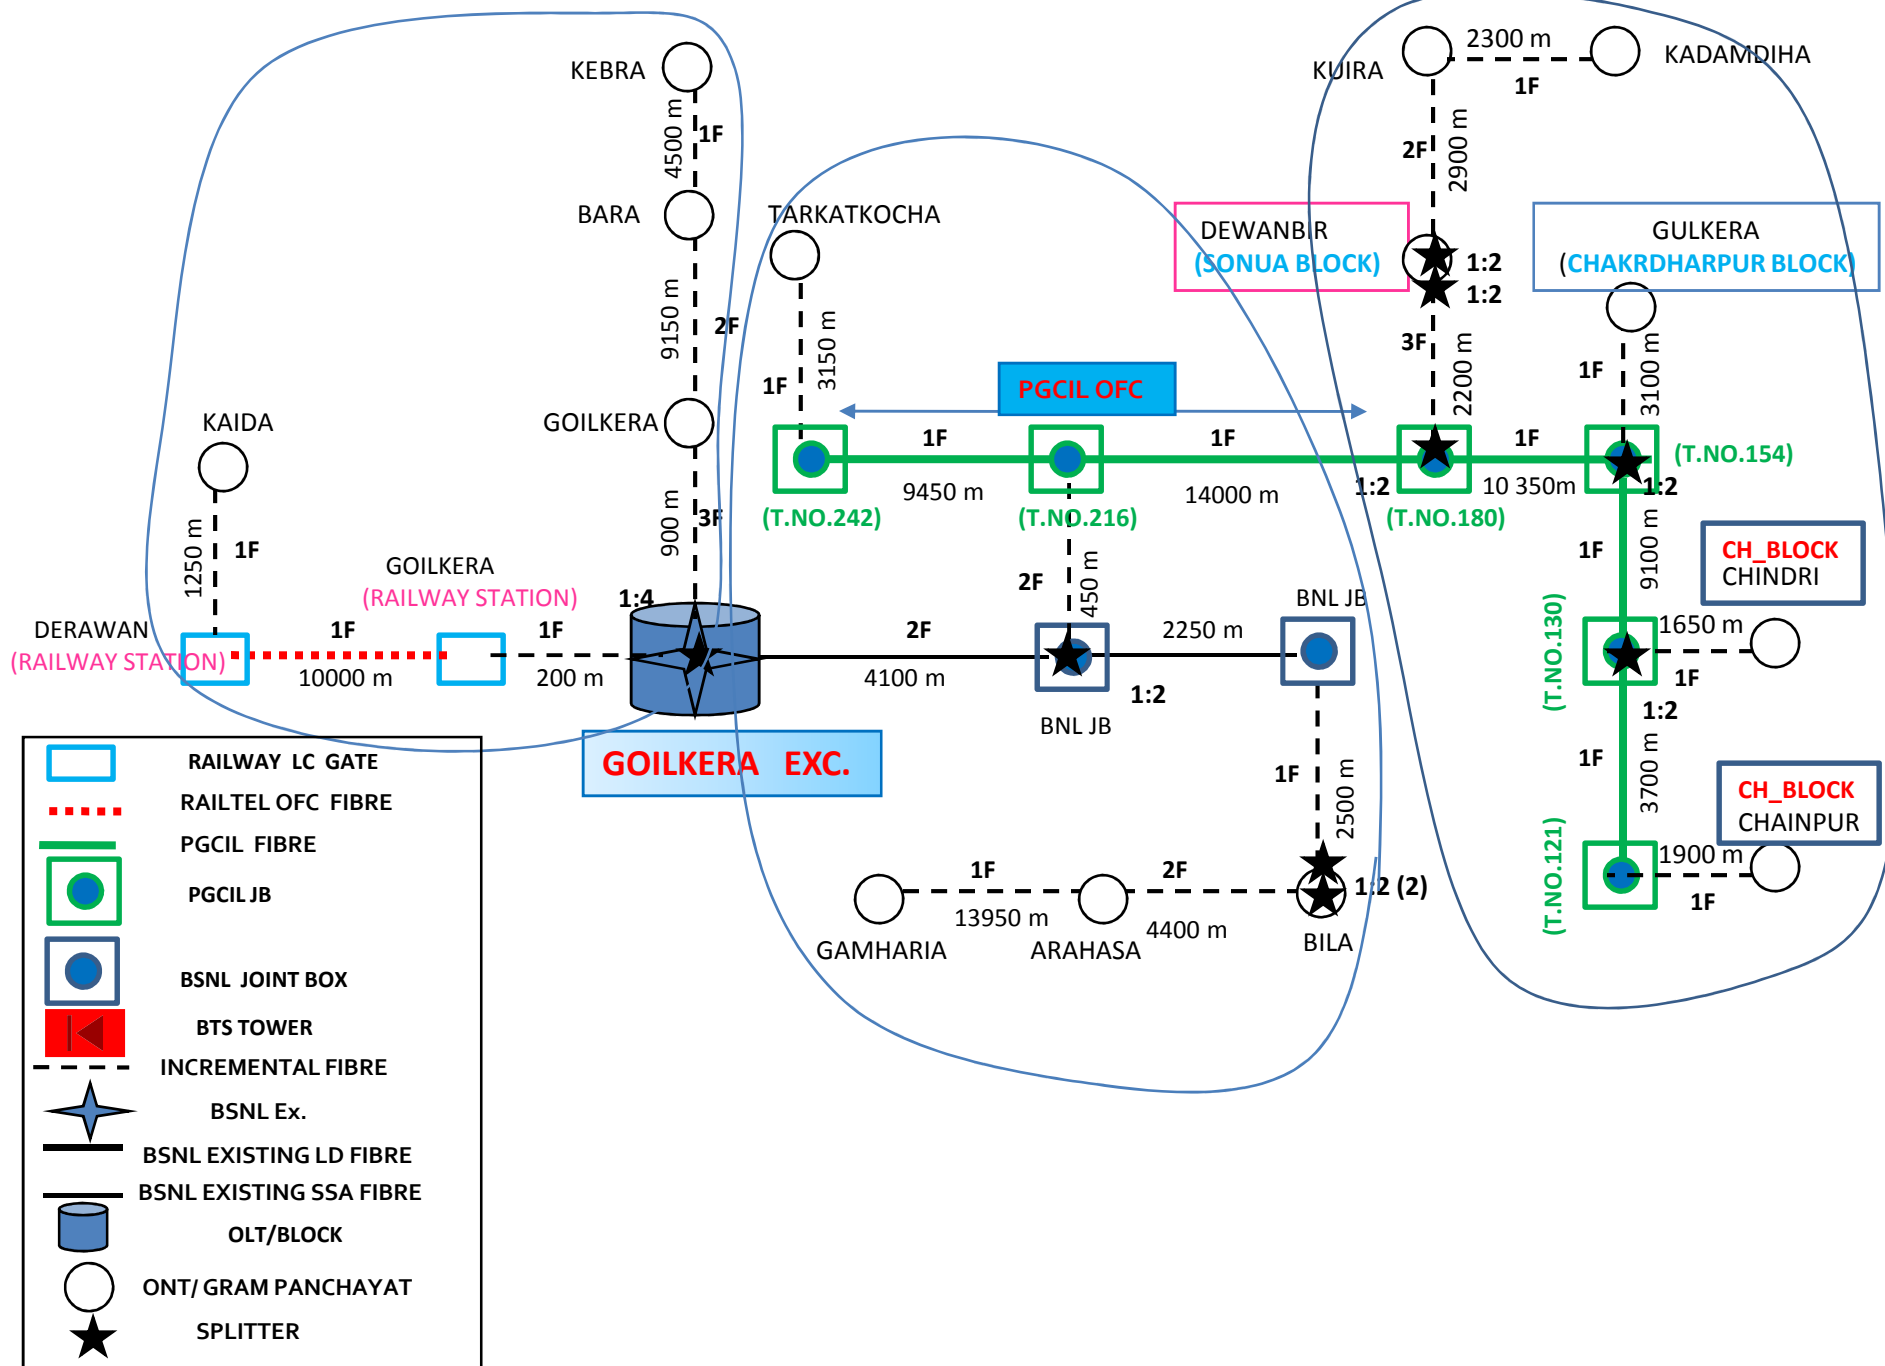 KEBRA
4500 m
1F
BARA
9150 m
2F
GOILKERA
900 m
3F
KAIDA
1250 m
1F
GOILKERA
(RAILWAY STATION)
1:4
DERAWAN
(RAILWAY STATION)
1F
10000 m
1F
200 m
GOILKERA EXC.
TARKATKOCHA
1F
3150 m
PGCIL OFC
1F
9450 m
1F
14000 m
(T.NO.242)
(T.NO.216)
(T.NO.180)
1:2
2F
450 m
2F
4100 m
BNL JB
1:2
2250 m
BNL JB
1F
2500 m
1:2 (2)
BILA
2F
4400 m
ARAHASA
1F
13950 m
GAMHARIA
KUIRA
2300 m
1F
KADAMDIHA
2F
2900 m
DEWANBIR
(SONUA BLOCK)
1:2
1:2
3F
2200 m
GULKERA
(CHAKRDHARPUR BLOCK)
1F
3100 m
1F
10 350m
(T.NO.154)
1:2
1F
9100 m
CH_BLOCK
CHINDRI
(T.NO.130)
1650 m
1F
1:2
1F
3700 m
CH_BLOCK
CHAINPUR
(T.NO.121)
1900 m
1F
RAILWAY LC GATE
RAILTEL OFC FIBRE
PGCIL FIBRE
PGCIL JB
BSNL JOINT BOX
BTS TOWER
INCREMENTAL FIBRE
BSNL Ex.
BSNL EXISTING LD FIBRE
BSNL EXISTING SSA FIBRE
OLT/BLOCK
ONT/ GRAM PANCHAYAT
SPLITTER